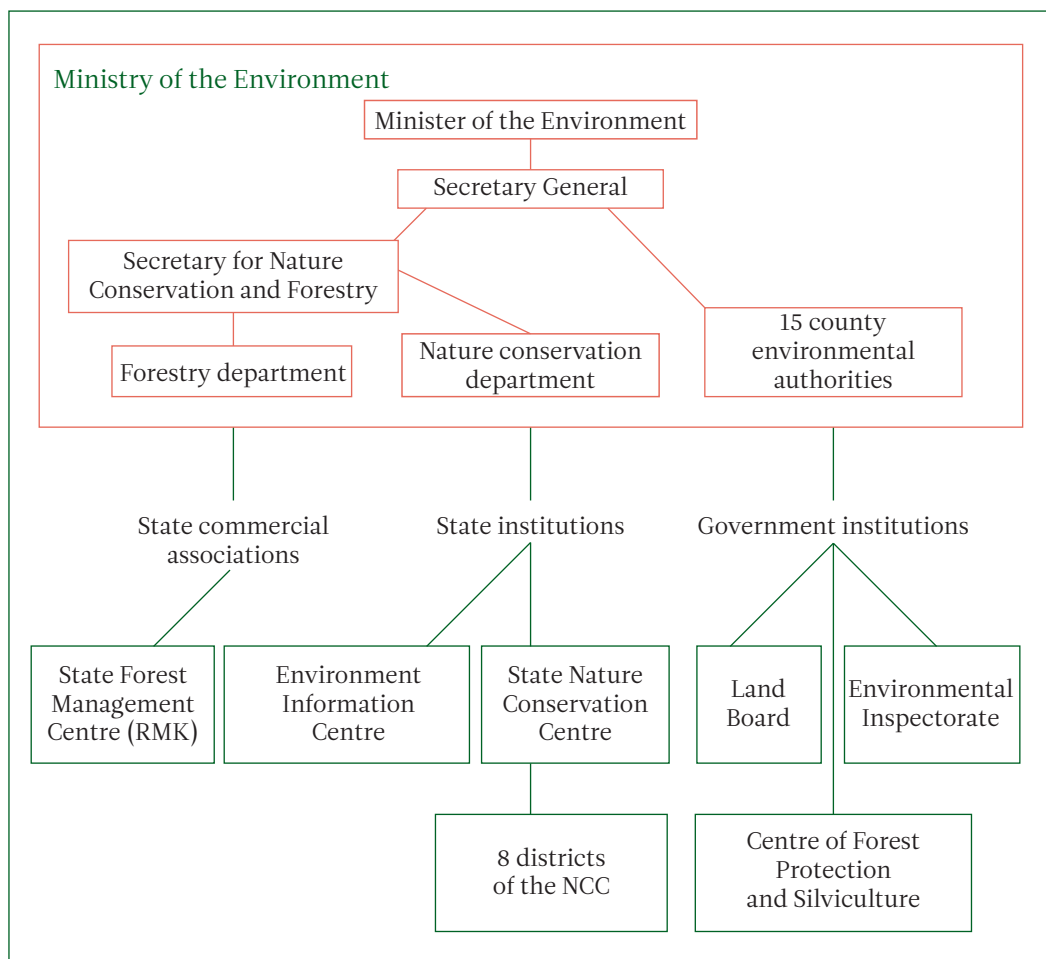 Ministry of the Environment
Minister of the Environment
Secretary General
Secretary for Nature
Conservation and Forestry
Forestry department
Nature conservation
department
15 county
environmental
authorities
State commercial
associations
State institutions
Government institutions
State Forest
Management
Centre (RMK)
Environment
Information
Centre
State Nature
Conservation
Centre
Land
Board
Environmental
Inspectorate
8 districts
of the NCC
Centre of Forest
Protection
and Silviculture